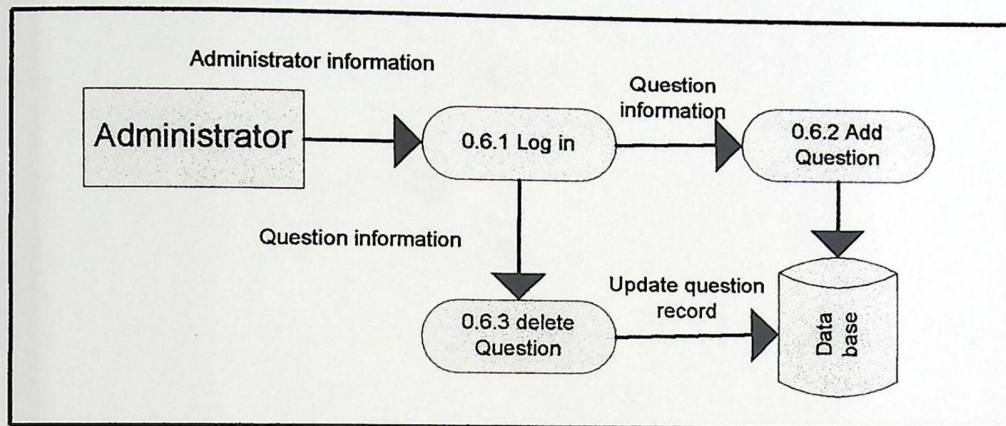 Administrator information
Administrator
0.6.1 Log in
Question
information
0.6.2 Add
Question
Question information
0.6.3 delete
Question
Update question
record
Data
base